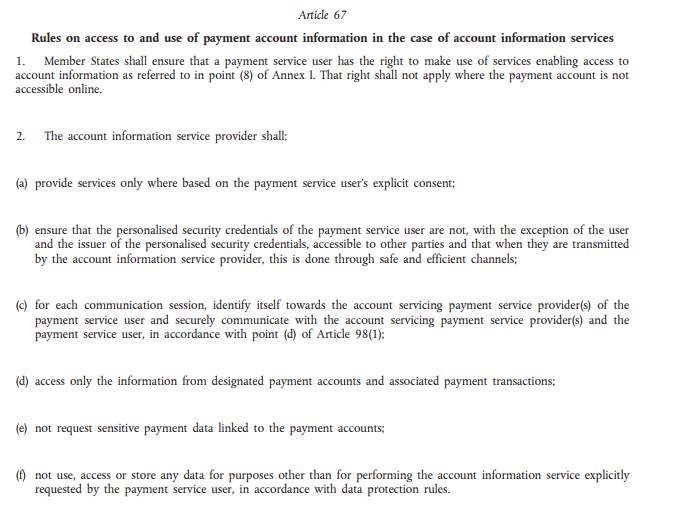 Article 67
Rules on access to and use of payment account information in the case of account information services
1. Member States shall ensure that a payment service user has the right to make use of services enabling access to
account information as referred to in point (8) of Annex I. That right shall not apply where the payment account is not
accessible online.
2. The account information service provider shall:
(a) provide services only where based on the payment service user's explicit consent;
(b) ensure that the personalised security credentials of the payment service user are not, with the exception of the user
and the issuer of the personalised security credentials, accessible to other parties and that when they are transmitted
by the account information service provider, this is done through safe and efficient channels;
(c) for each communication session, identify itself towards the account servicing payment service provider(s) of the
payment service user and securely communicate with the account servicing payment service provider(s) and the
payment service user, in accordance with point (d) of Article 98(1);
(d) access only the information from designated payment accounts and associated payment transactions;
(e) not request sensitive payment data linked to the payment accounts;
(f) not use, access or store any data for purposes other than for performing the account information service explicitly
requested by the payment service user, in accordance with data protection rules.